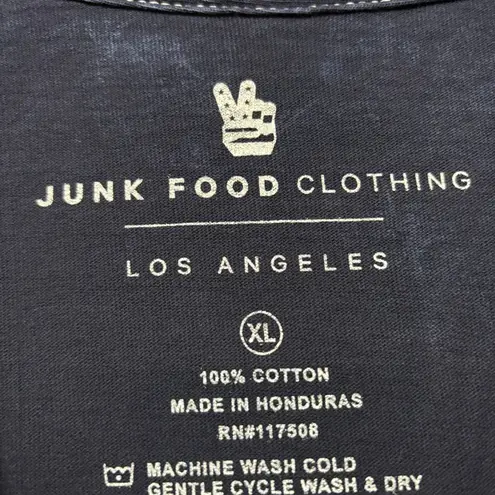 JUNK FOOD CLOTHING
LOS ANGELES
XL
100% COTTON
MADE IN HONDURAS
RN#117508
MACHINE WASH COLD
GENTLE CYCLE WASH & DRY